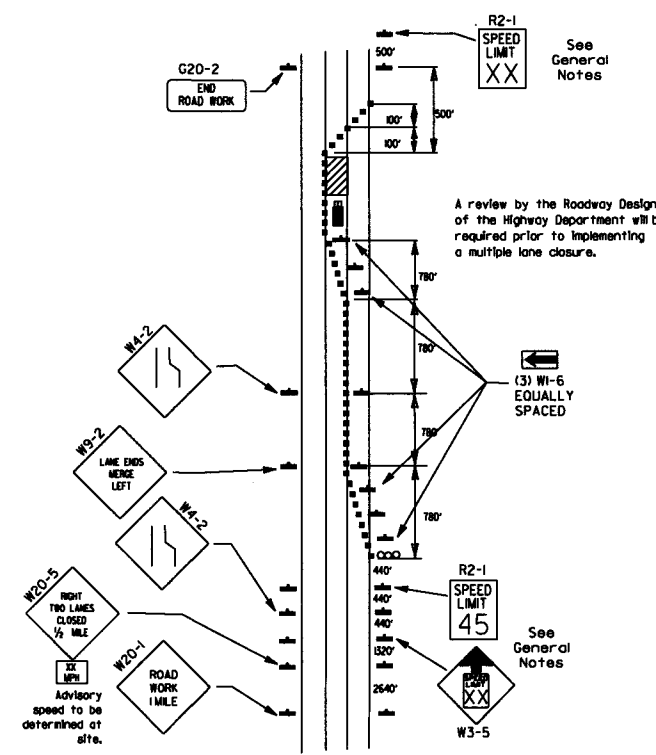 R2-1
SPEED
LIMIT
XX
See
General
Notes
500'
G20-2
END
ROAD WORK
500'
100'
100'
A review by the Roadway Design
of the Highway Department will b
required prior to implementing
a multiple lane closure.
780'
780'
W4-2
(3) W1-6
EQUALLY
SPACED
780'
W9-2
LANE ENDS
MERGE
LEFT
780'
W4-2
440'
R2-1
SPEED
LIMIT
45
440'
440'
W20-5
RIGHT
TWO LANES
CLOSED
1/2 MILE
XX
MPH
Advisory
speed to be
determined at
site.
W20-1
ROAD
WORK
1 MILE
1320'
2640'
See
General
Notes
SPEED
LIMIT
XX
W3-5